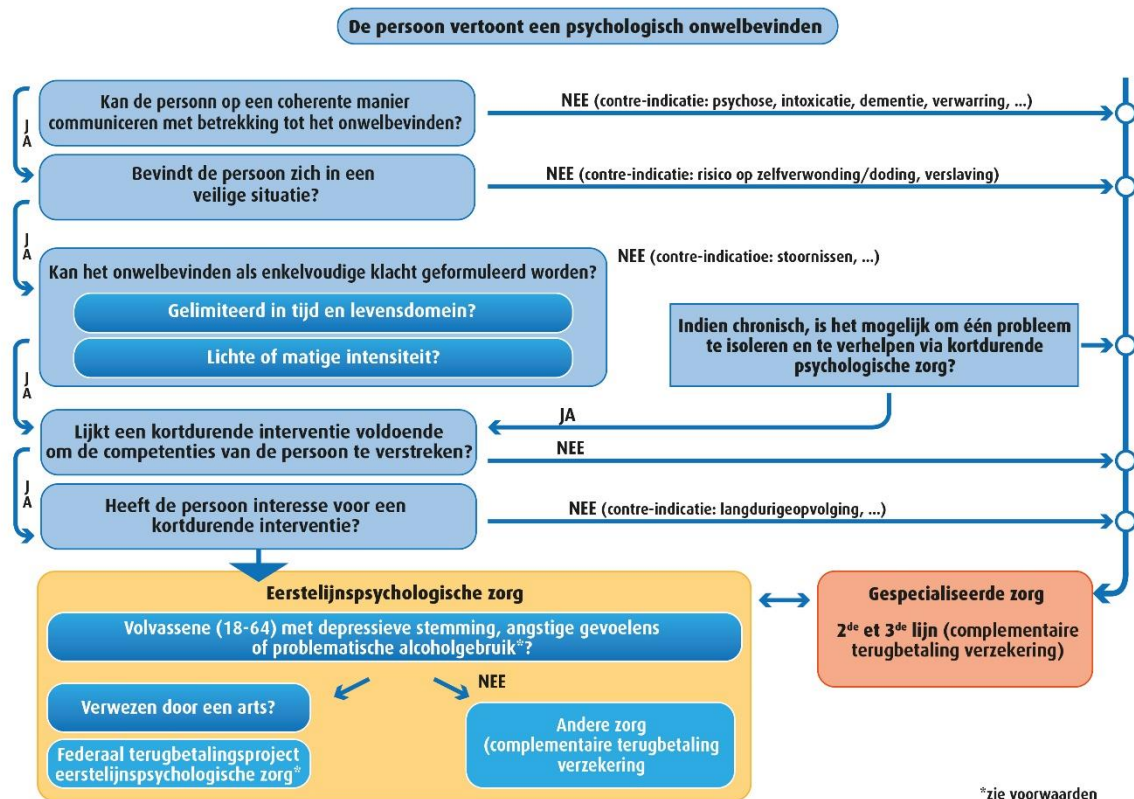 De persoon vertoont een psychologisch onwelbevinden
JA
Kan de personn op een coherente manier
communiceren met betrekking tot het onwelbevinden?
NEE (contre-indicatie: psychose, intoxicatie, dementie, verwarring, ...)
Bevindt de persoon zich in een
veilige situatie?
NEE (contre-indicatie: risico op zelfverwonding/doding, verslaving)
JA
Kan het onwelbevinden als enkelvoudige klacht geformuleerd worden?
NEE (contre-indicatioe: stoornissen, ...)
Gelimiteerd in tijd en levensdomein?
Lichte of matige intensiteit?
Indien chronisch, is het mogelijk om één probleem
te isoleren en te verhelpen via kortdurende
psychologische zorg?
JA
JA
Lijkt een kortdurende interventie voldoende
om de competenties van de persoon te verstreken?
NEE
JA
Heeft de persoon interesse voor een
kortdurende interventie?
NEE (contre-indicatie: langdurigeopvolging, ...)
Eerstelijnspsychologische zorg
Volvassene (18-64) met depressieve stemming, angstige gevoelens
of problematische alcoholgebruik*?
NEE
Verwezen door een arts?
Federaal terugbetalingsproject
eerstelijnspsychologische zorg*
Andere zorg
(complementaire terugbetaling
verzekering
Gespecialiseerde zorg
2de et 3de lijn (complementaire
terugbetaling verzekering)
*zie voorwaarden